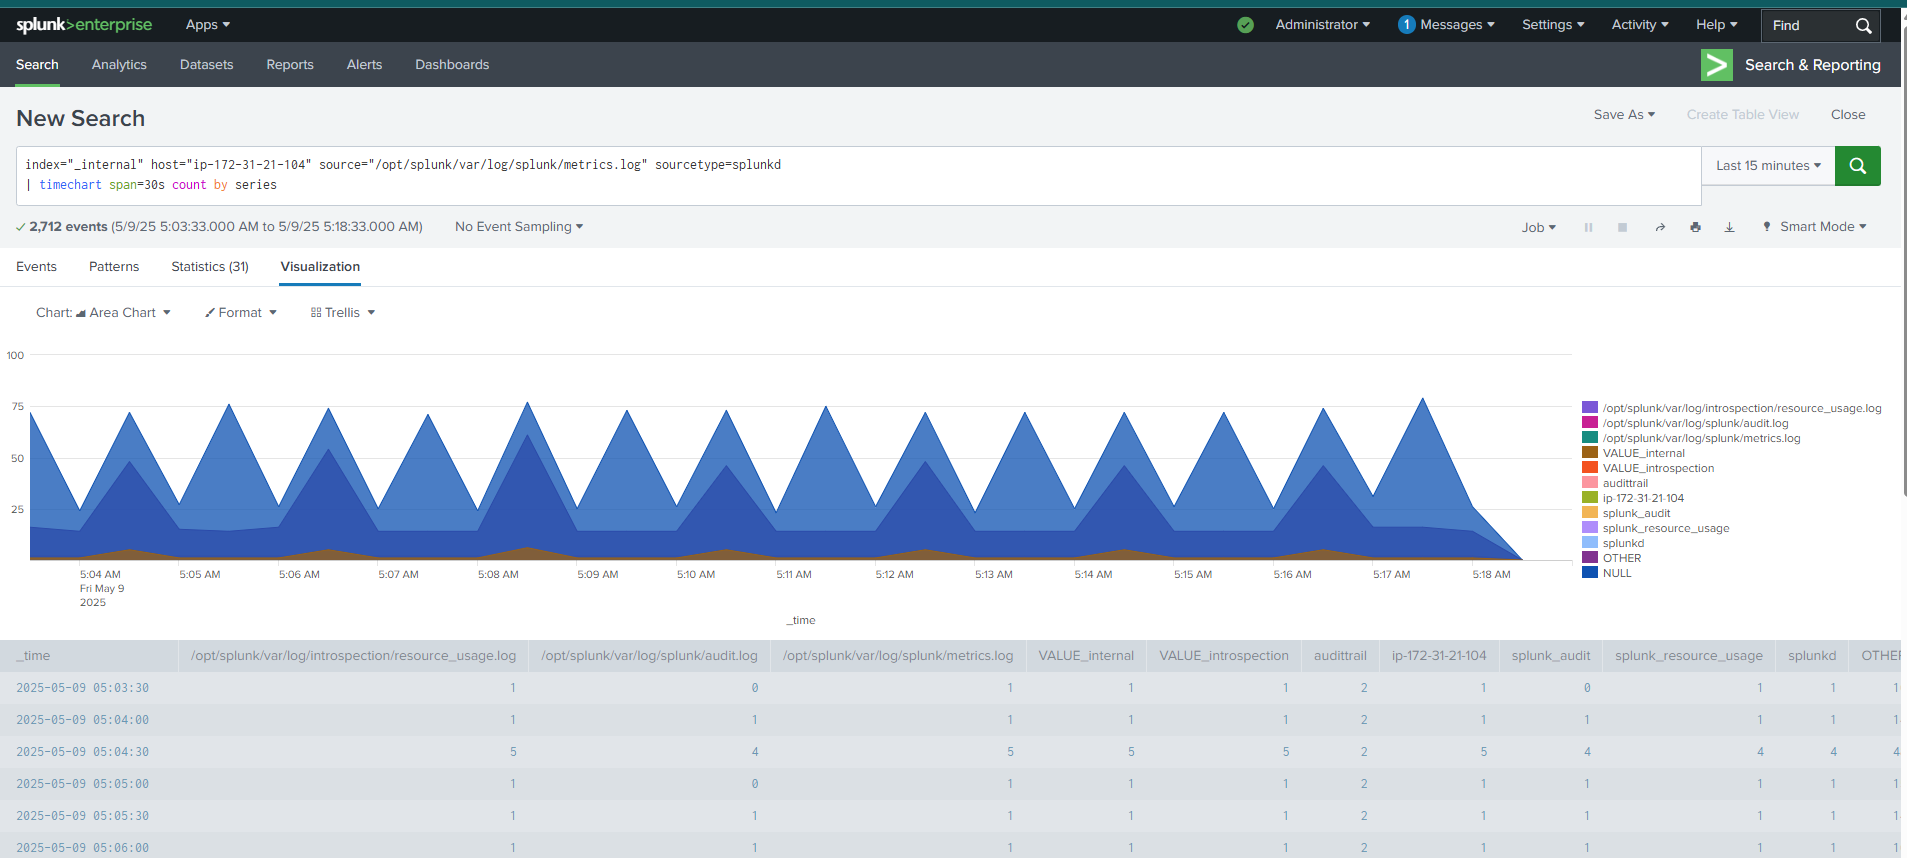 splunk>enterprise Apps Administrator 1 Messages Settings Activity Help Find
Search Analytics Datasets Reports Alerts Dashboards > Search & Reporting
New Search Save As Create Table View Close
index="_internal" host="ip-172-31-21-104" source="/opt/splunk/var/log/splunk/metrics.log" sourcetype=splunkd
| timechart span=30s count by series
Last 15 minutes
2,712 events (5/9/25 5:03:33.000 AM to 5/9/25 5:18:33.000 AM) No Event Sampling Job Smart Mode
Events Patterns Statistics (31) Visualization
Chart: Area Chart Format Trellis
100
75
50
25
/opt/splunk/var/log/introspection/resource_usage.log
/opt/splunk/var/log/splunk/audit.log
/opt/splunk/var/log/splunk/metrics.log
VALUE_internal
VALUE_introspection
audittrail
ip-172-31-21-104
splunk_audit
splunk_resource_usage
splunkd
OTHER
NULL
5:04 AM 5:05 AM 5:06 AM 5:07 AM 5:08 AM 5:09 AM 5:10 AM 5:11 AM 5:12 AM 5:13 AM 5:14 AM 5:15 AM 5:16 AM 5:17 AM 5:18 AM
Fri May 9
2025
_time
_time /opt/splunk/var/log/introspection/resource_usage.log /opt/splunk/var/log/splunk/audit.log /opt/splunk/var/log/splunk/metrics.log VALUE_internal VALUE_introspection audittrail ip-172-31-21-104 splunk_audit splunk_resource_usage splunkd
2025-05-09 05:03:30 1 0 1 1 1 2 1 0 1 1
2025-05-09 05:04:00 1 1 1 1 1 2 1 1 1 1
2025-05-09 05:04:30 5 4 5 5 5 2 5 4 4 4
2025-05-09 05:05:00 1 0 1 1 1 2 1 1 1 1
2025-05-09 05:05:30 1 1 1 1 1 2 1 1 1 1
2025-05-09 05:06:00 1 1 1 1 1 2 1 1 1 1